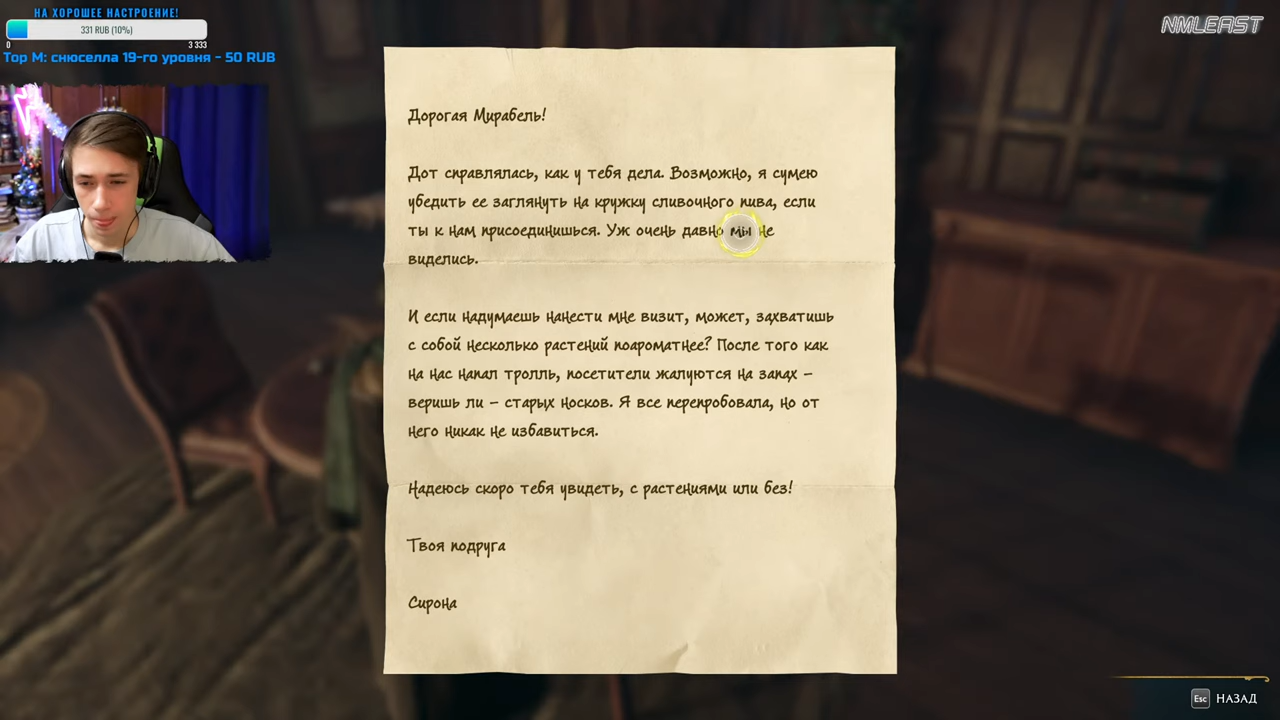 НА ХОРОШЕЕ НАСТРОЕНИЕ!
331 RUB (10%)
0
3 333
Top M: снюселла 19-го уровня - 50 RUB
NMLEAST
Дорогая Мирабель!
Дот справлялась, как у тебя дела. Возможно, я сумею
убедить ее заглянуть на кружку сливочного пива, если
ты к нам присоединишься. Уж очень давно мы не
виделись.
И если надумаешь нанести мне визит, может, захватишь
с собой несколько растений поароматнее? После того как
на нас напал тролль, посетители жалуются на запах –
веришь ли – старых носков. Я все перепробовала, но от
него никак не избавиться.
Надеюсь скоро тебя увидеть, с растениями или без!
Твоя подруга
Сирона
Esc НАЗАД